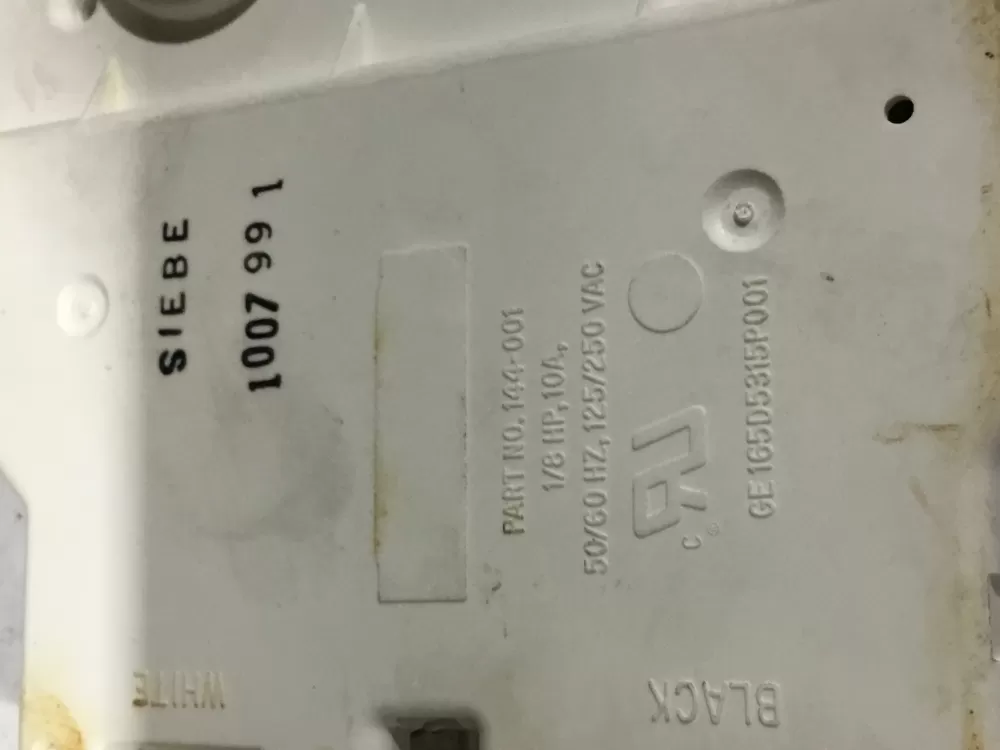 SIEBE
1007 99 1
PART NO. 144-001
1/8 HP, 10A,
50/60 HZ, 125/250 VAC
C RU
GE 165D5315P001
WHITE
BLACK